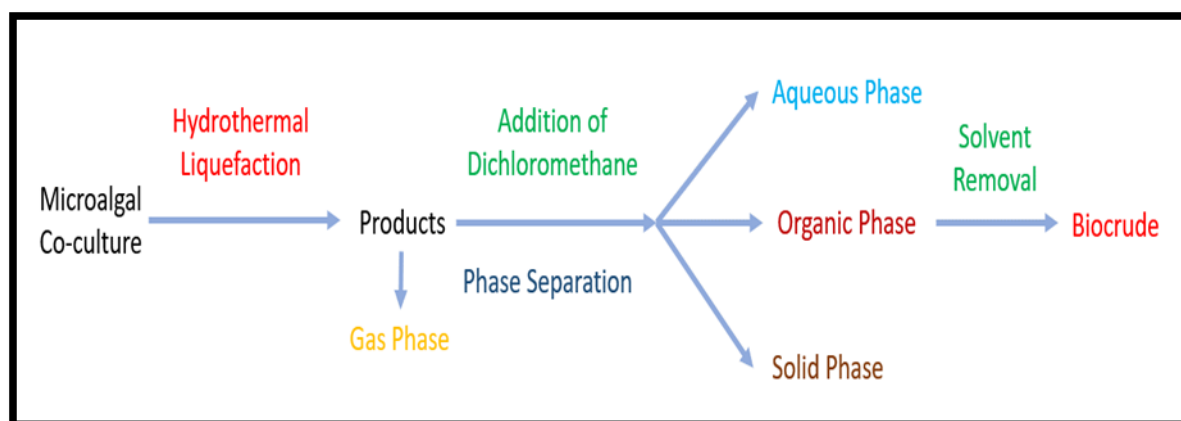 Microalgal
Co-culture
Hydrothermal
Liquefaction
Products
Gas Phase
Addition of
Dichloromethane
Phase Separation
Aqueous Phase
Organic Phase
Solid Phase
Solvent
Removal
Biocrude